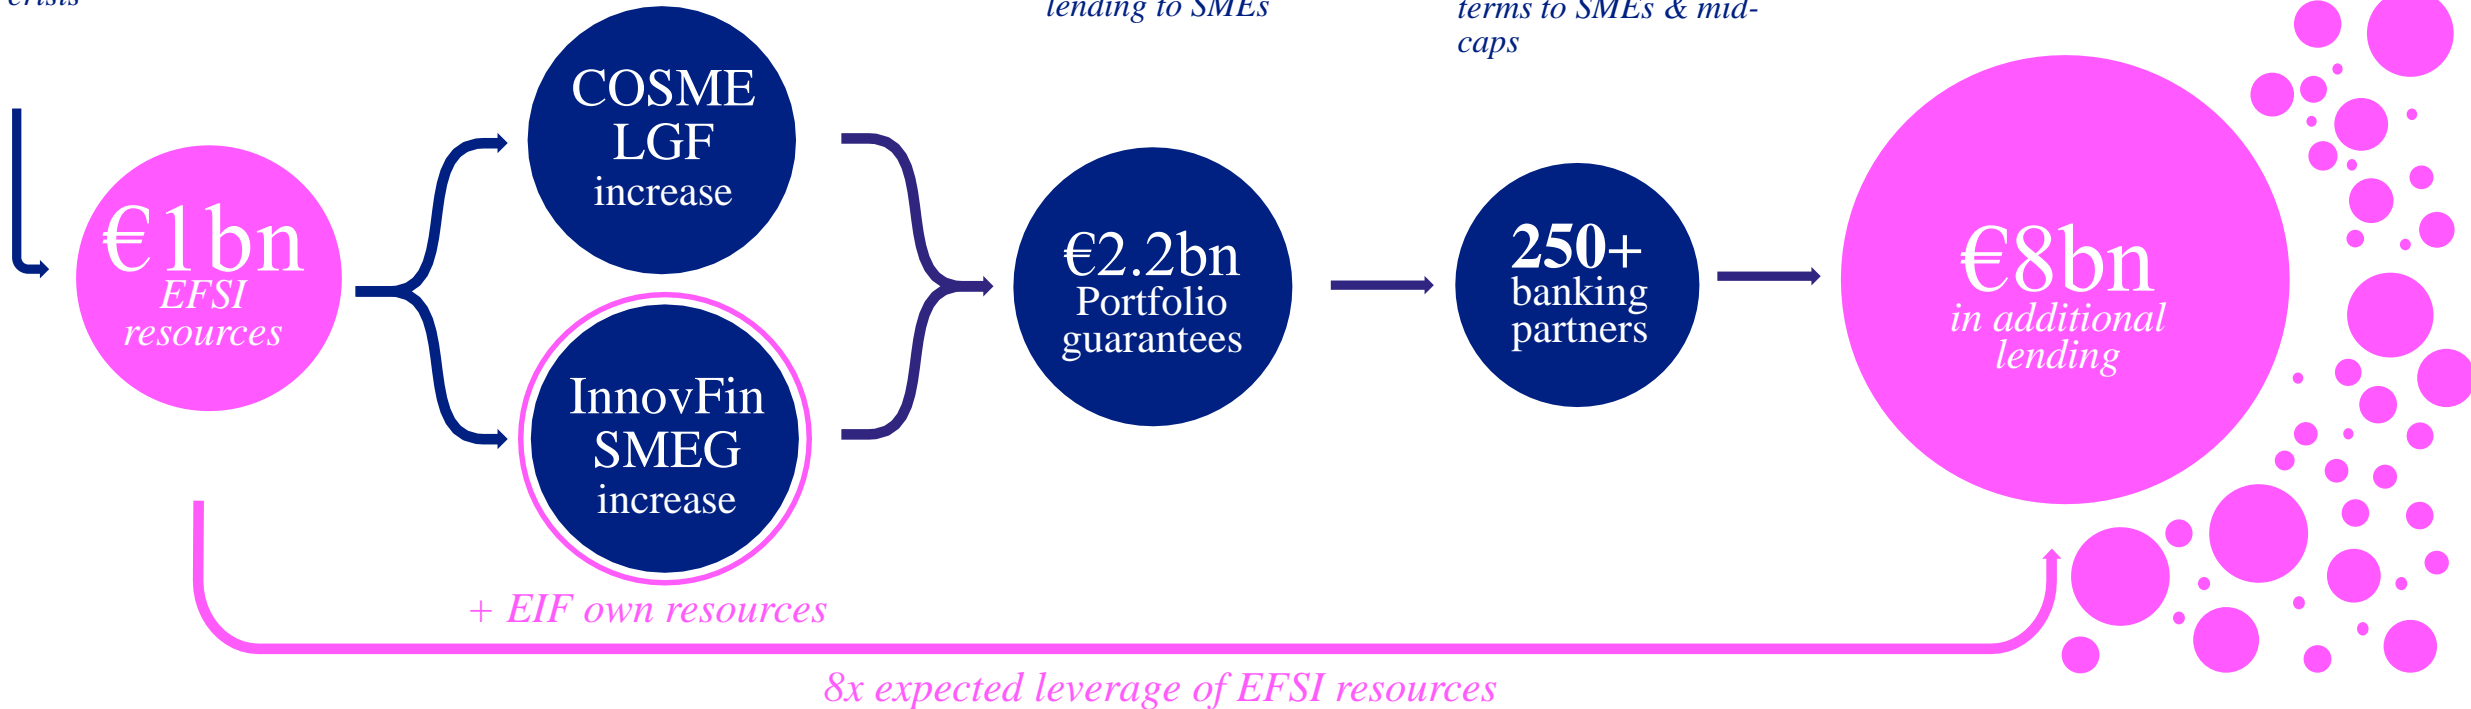 crisis
lending to SMEs
terms to SMEs & mid-
caps
€1bn
EFSI
resources
COSME
LGF
increase
InnovFin
SMEG
increase
+ EIF own resources
€2.2bn
Portfolio
guarantees
250+
banking
partners
€8bn
in additional
lending
8x expected leverage of EFSI resources